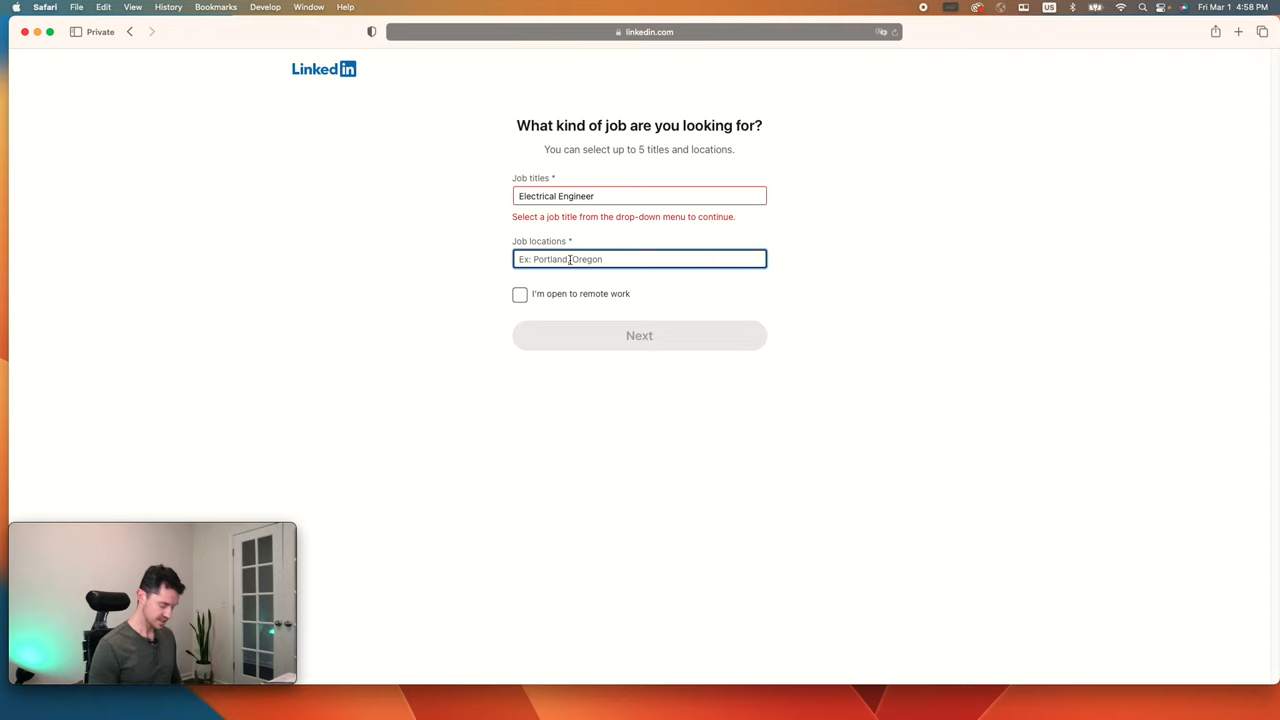 Safari File Edit View History Bookmarks Develop Window Help US Fri Mar 1 4:58 PM
Private linkedin.com
Linked in
What kind of job are you looking for?
You can select up to 5 titles and locations.
Job titles *
Electrical Engineer
Select a job title from the drop-down menu to continue.
Job locations *
Ex: Portland, Oregon
I'm open to remote work
Next